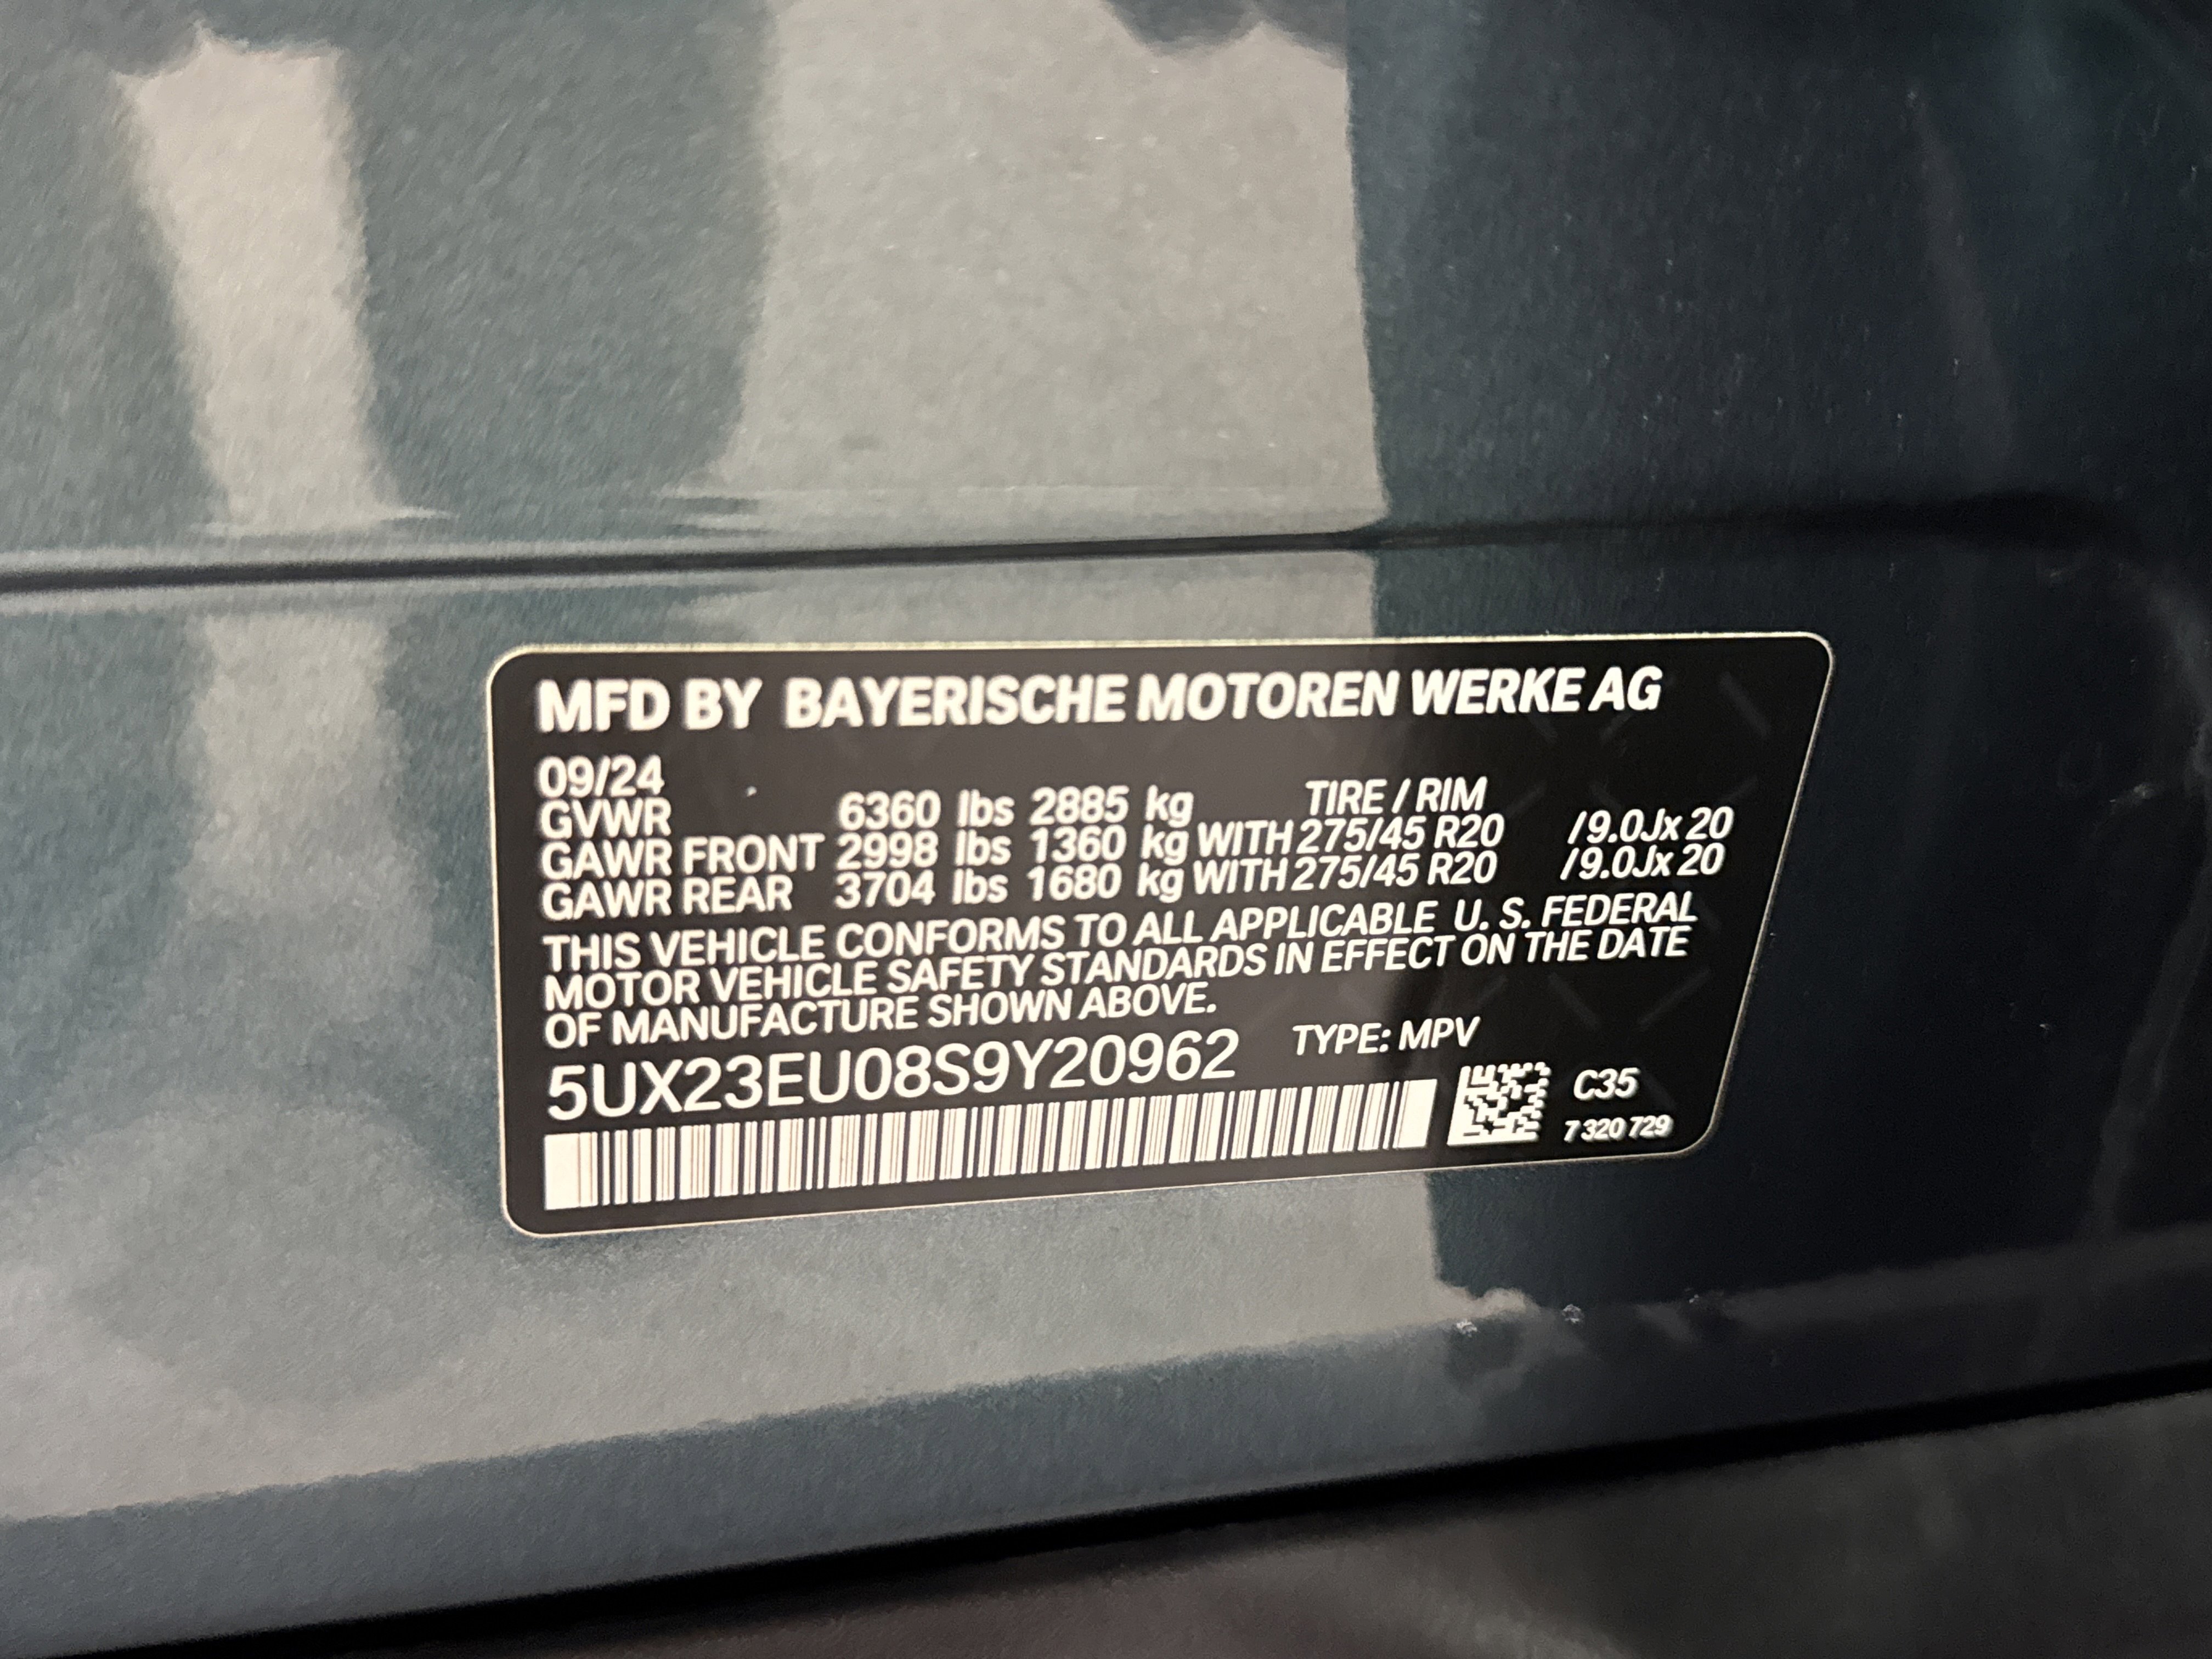 MFD BY BAYERISCHE MOTOREN WERKE AG
09/24
GVWR 6360 lbs 2885 kg TIRE / RIM
GAWR FRONT 2998 lbs 1360 kg WITH 275/45 R20 /9.0Jx 20
GAWR REAR 3704 lbs 1680 kg WITH 275/45 R20 /9.0Jx 20
THIS VEHICLE CONFORMS TO ALL APPLICABLE U. S. FEDERAL
MOTOR VEHICLE SAFETY STANDARDS IN EFFECT ON THE DATE
OF MANUFACTURE SHOWN ABOVE.
5UX23EU08S9Y20962 TYPE: MPV
C35
7 320 729